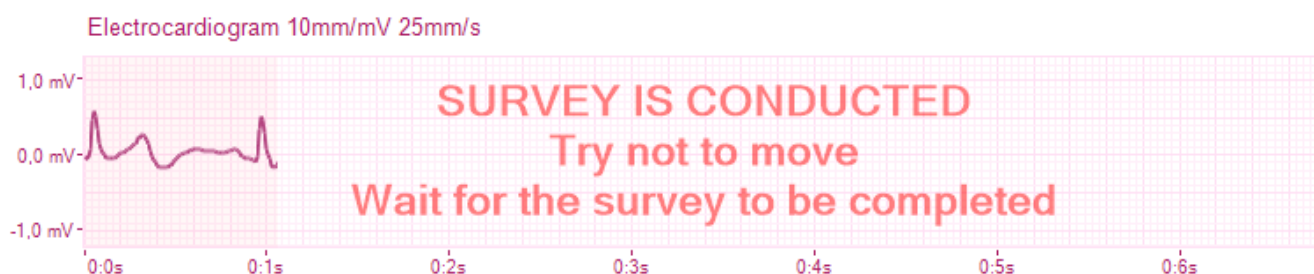 Electrocardiogram 10mm/mV 25mm/s
1,0 mV
0,0 mV
-1,0 mV
SURVEY IS CONDUCTED
Try not to move
Wait for the survey to be completed
0:0s 0:1s 0:2s 0:3s 0:4s 0:5s 0:6s